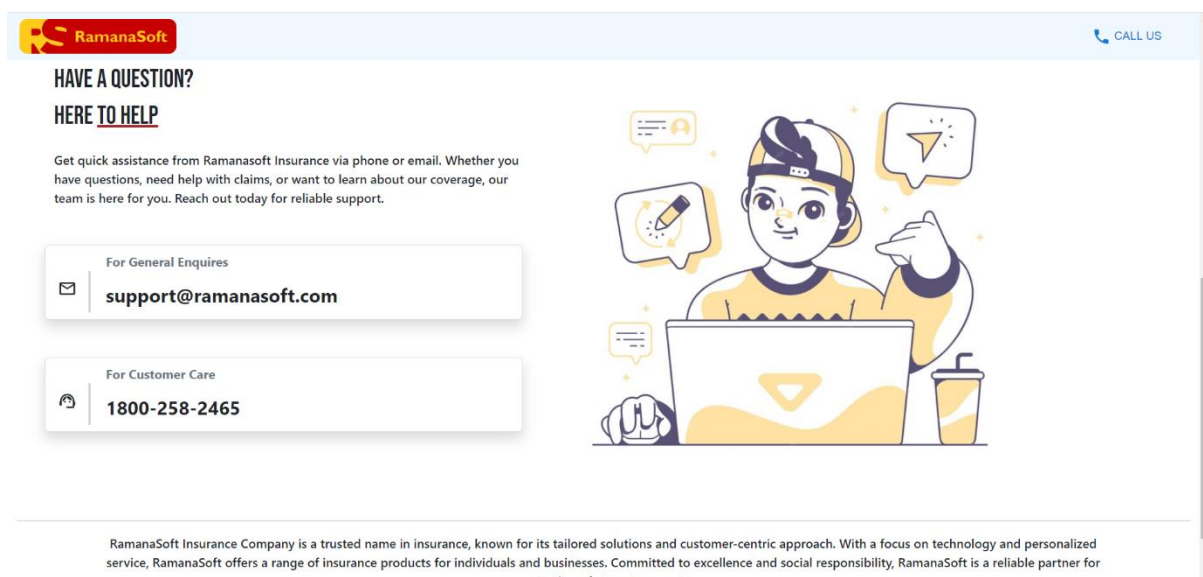 RS RamanaSoft
CALL US
HAVE A QUESTION?
HERE TO HELP
Get quick assistance from Ramanasoft Insurance via phone or email. Whether you
have questions, need help with claims, or want to learn about our coverage, our
team is here for you. Reach out today for reliable support.
For General Enquires
support@ramanasoft.com
For Customer Care
1800-258-2465
RamanaSoft Insurance Company is a trusted name in insurance, known for its tailored solutions and customer-centric approach. With a focus on technology and personalized
service, RamanaSoft offers a range of insurance products for individuals and businesses. Committed to excellence and social responsibility, RamanaSoft is a reliable partner for